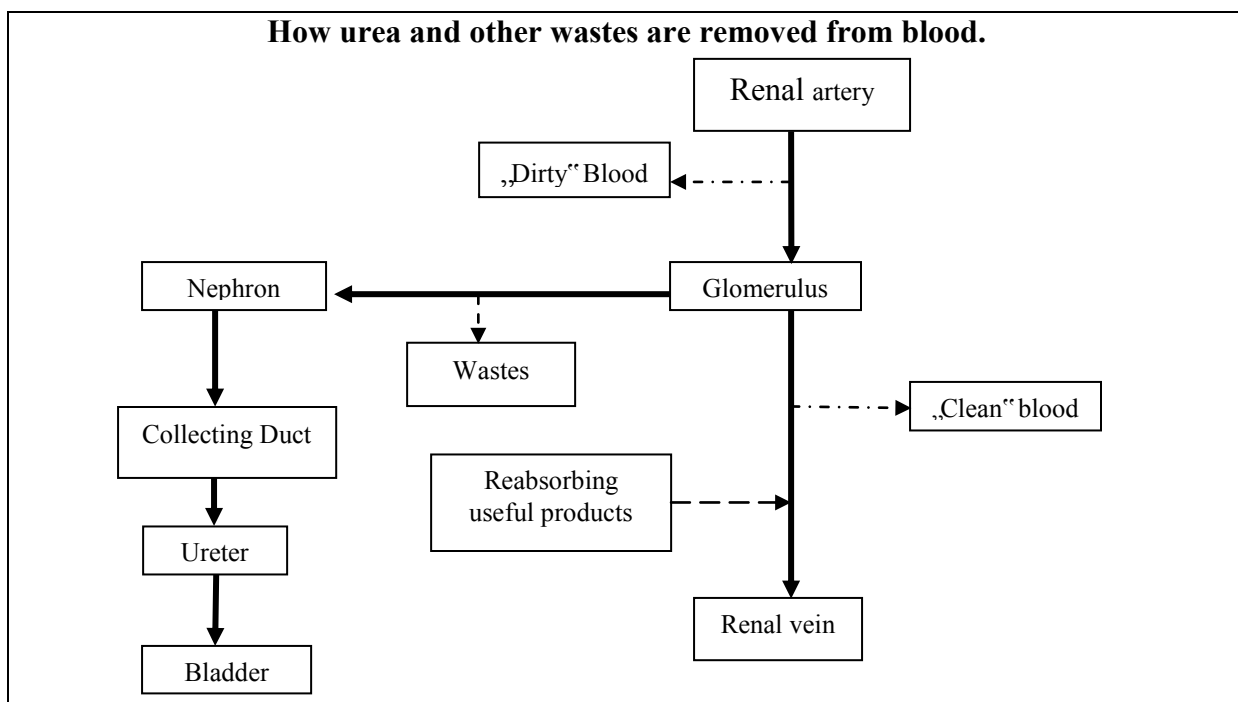 How urea and other wastes are removed from blood.
Renal artery
„Dirty‟ Blood
Nephron
Glomerulus
Wastes
„Clean‟ blood
Collecting Duct
Reabsorbing
useful products
Ureter
Renal vein
Bladder